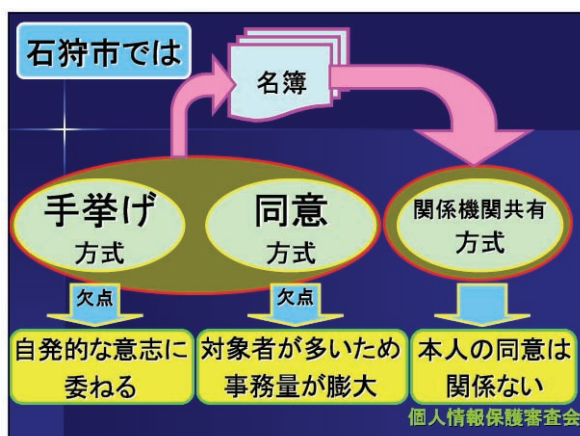 石狩市では
名簿
手挙げ
方式
同意
方式
関係機関共有
方式
欠点
欠点
自発的な意志に
委ねる
対象者が多いため
事務量が膨大
本人の同意は
関係ない
個人情報保護審査会